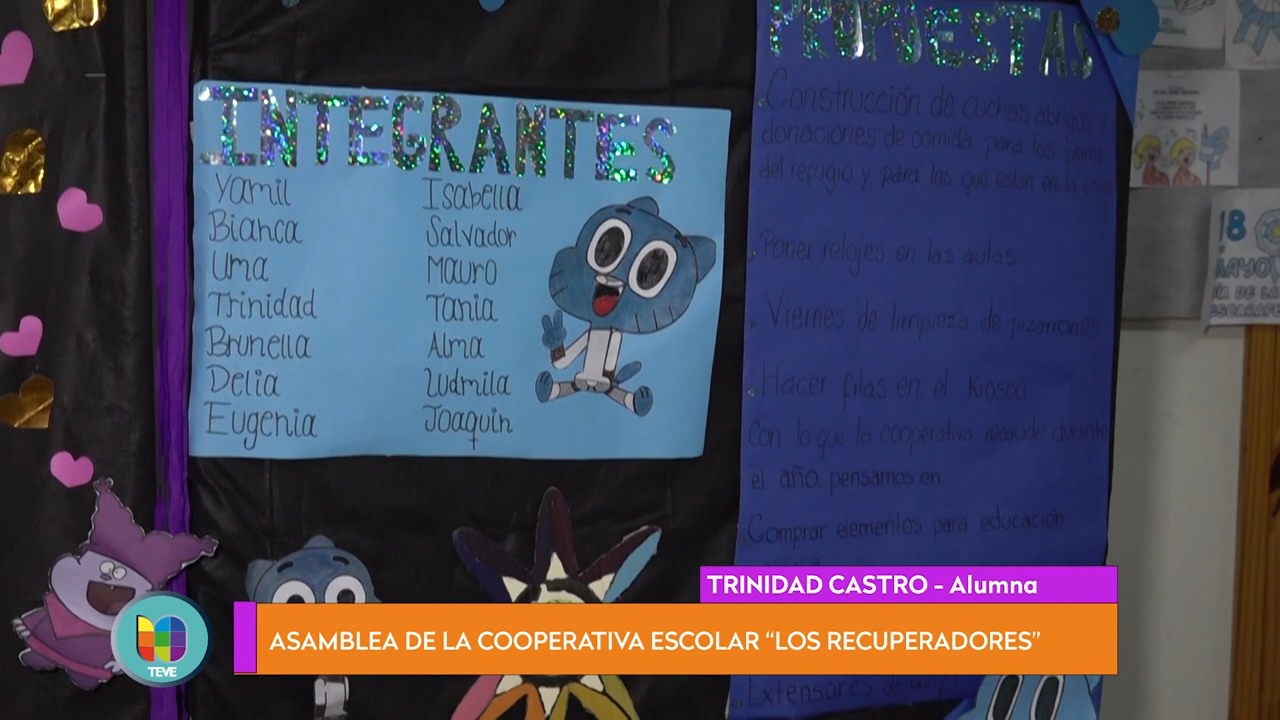 INTEGRANTES
Yamil
Bianca
Uma
Trinidad
Brunella
Delia
Eugenia
Isabella
Salvador
Mauro
Tania
Alma
Ludmila
Joaquin
PROPUESTAS
Construcción de cuchas abrigos y
donaciones de comida para los perros
del refugio y para los que están en la calle
Poner relojes en las aulas
Viernes de limpieza de pizarrones
Hacer filas en el Kiosco
Con lo que la cooperativa recaude durante
el año, pensamos en
Comprar elementos para educación
Extensores de
18
MAYO
ESCARAPELA
TRINIDAD CASTRO - Alumna
ASAMBLEA DE LA COOPERATIVA ESCOLAR “LOS RECUPERADORES”
TEVE